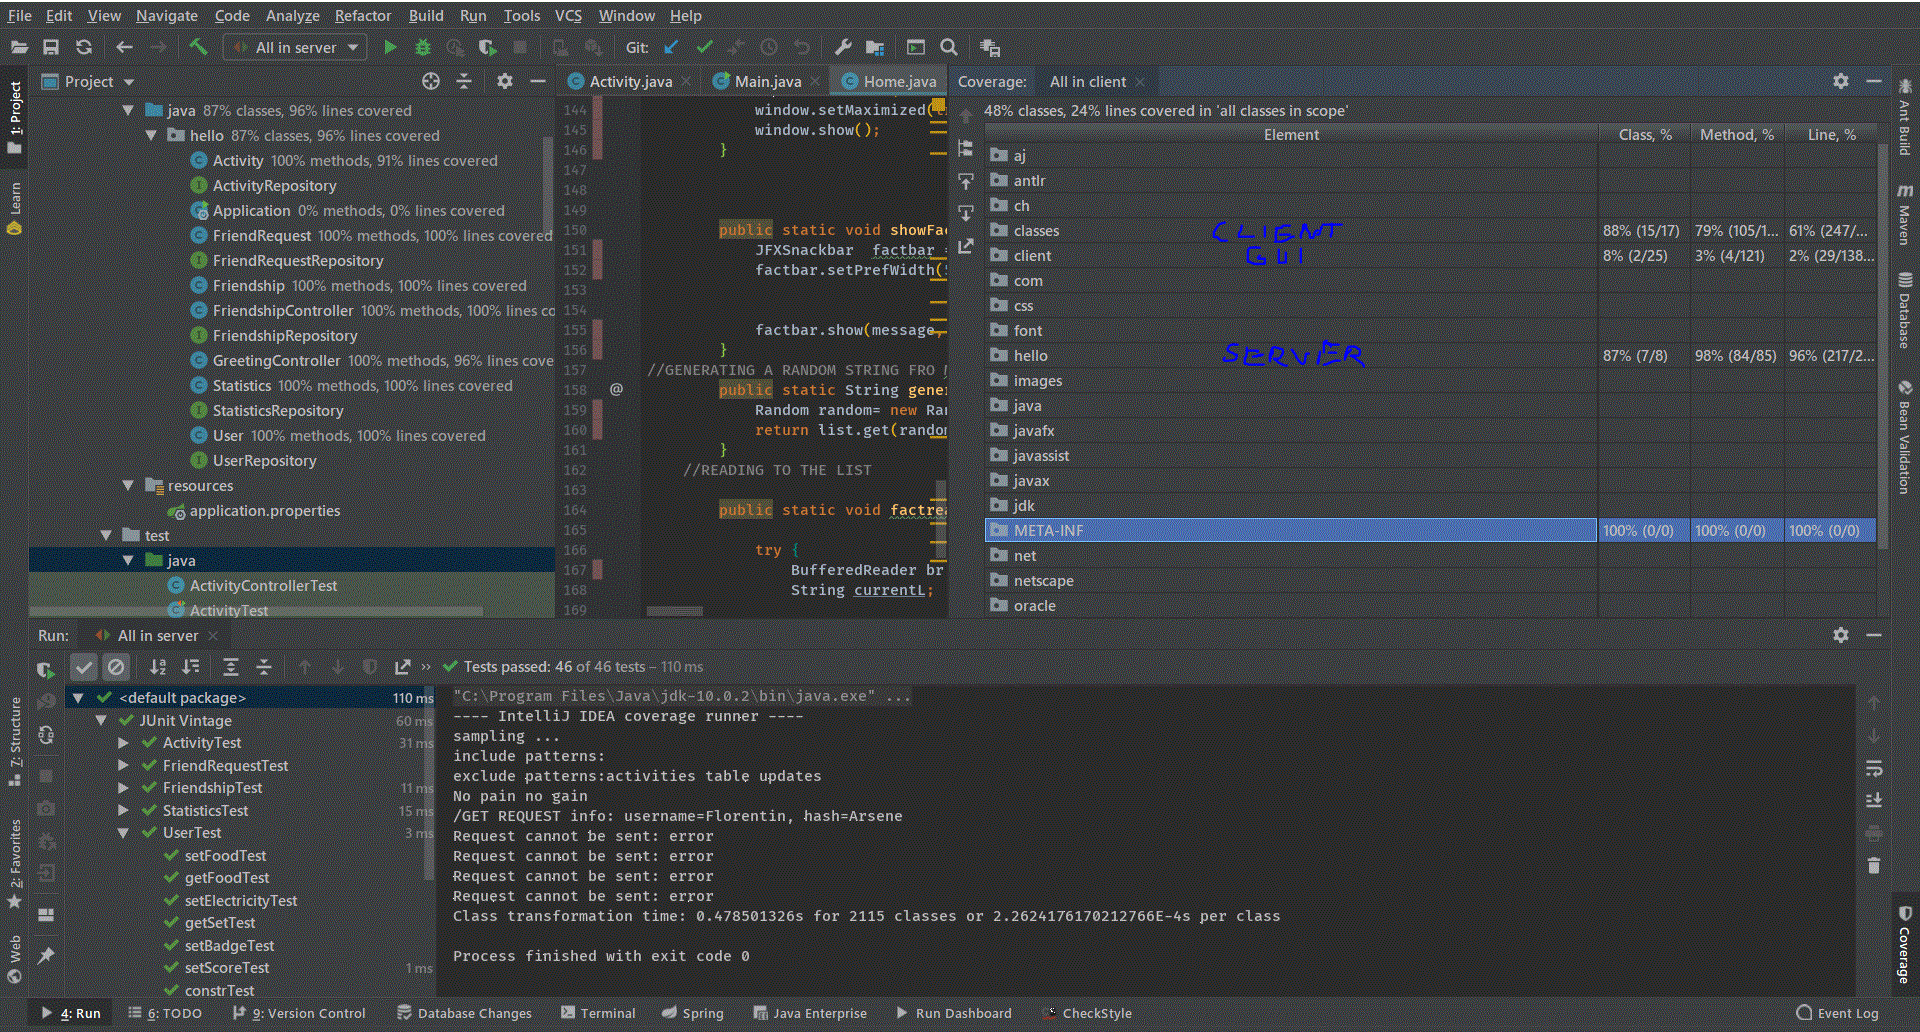 File Edit View Navigate Code Analyze Refactor Build Run Tools VCS Window Help
All in server Git:
1: Project
Learn
7: Structure
2: Favorites
Web
Project
java 87% classes, 96% lines covered
hello 87% classes, 96% lines covered
Activity 100% methods, 91% lines covered
ActivityRepository
Application 0% methods, 0% lines covered
FriendRequest 100% methods, 100% lines covered
FriendRequestRepository
Friendship 100% methods, 100% lines covered
FriendshipController 100% methods, 100% lines co
FriendshipRepository
GreetingController 100% methods, 96% lines cove
Statistics 100% methods, 100% lines covered
StatisticsRepository
User 100% methods, 100% lines covered
UserRepository
resources
application.properties
test
java
ActivityControllerTest
ActivityTest
Activity.java Main.java Home.java
144 window.setMaximized(
145 window.show();
146 }
147
148
149
150 public static void showFac
151 JFXSnackbar factbar =
152 factbar.setPrefWidth(
153
154
155 factbar.show(message,
156 }
157 //GENERATING A RANDOM STRING FRO
158 @ public static String gener
159 Random random= new Ran
160 return list.get(random
161 }
162 //READING TO THE LIST
163
164 public static void factrea
165
166 try {
167 BufferedReader br
168 String currentL;
169
Coverage: All in client
48% classes, 24% lines covered in 'all classes in scope'
Element Class, % Method, % Line, %
aj
antlr
ch
classes CLIENT 88% (15/17) 79% (105/1... 61% (247/...
client GUI 8% (2/25) 3% (4/121) 2% (29/138...
com
css
font
hello SERVER 87% (7/8) 98% (84/85) 96% (217/2...
images
java
javafx
javassist
javax
jdk
META-INF 100% (0/0) 100% (0/0) 100% (0/0)
net
netscape
oracle
Ant Build
Maven
Database
Bean Validation
Coverage
Run: All in server
Tests passed: 46 of 46 tests – 110 ms
<default package> 110 ms
JUnit Vintage 60 ms
ActivityTest 31 ms
FriendRequestTest
FriendshipTest 11 ms
StatisticsTest 15 ms
UserTest 3 ms
setFoodTest
getFoodTest
setElectricityTest
getSetTest
setBadgeTest
setScoreTest 1 ms
constrTest
"C:\Program Files\Java\jdk-10.0.2\bin\java.exe" ...
---- IntelliJ IDEA coverage runner ----
sampling ...
include patterns:
exclude patterns:activities table updates
No pain no gain
/GET REQUEST info: username=Florentin, hash=Arsene
Request cannot be sent: error
Request cannot be sent: error
Request cannot be sent: error
Request cannot be sent: error
Class transformation time: 0.478501326s for 2115 classes or 2.2624176170212766E-4s per class
Process finished with exit code 0
4: Run 6: TODO 9: Version Control Database Changes Terminal Spring Java Enterprise Run Dashboard CheckStyle Event Log